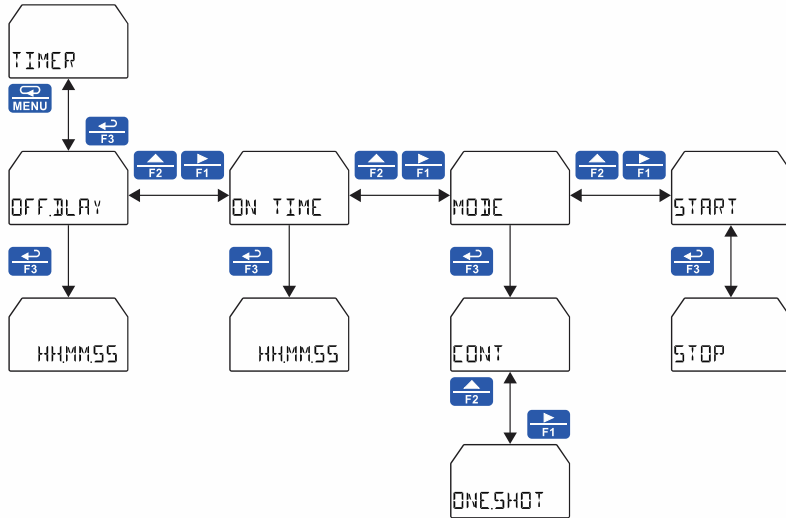 TIMER
MENU
F3
F2 F1 F2 F1 F2 F1
OFF.DLAY ON TIME MODE START
F3 F3 F3 F3
HH.MM.SS HH.MM.SS CONT STOP
F2
F1
ONE.SHOT